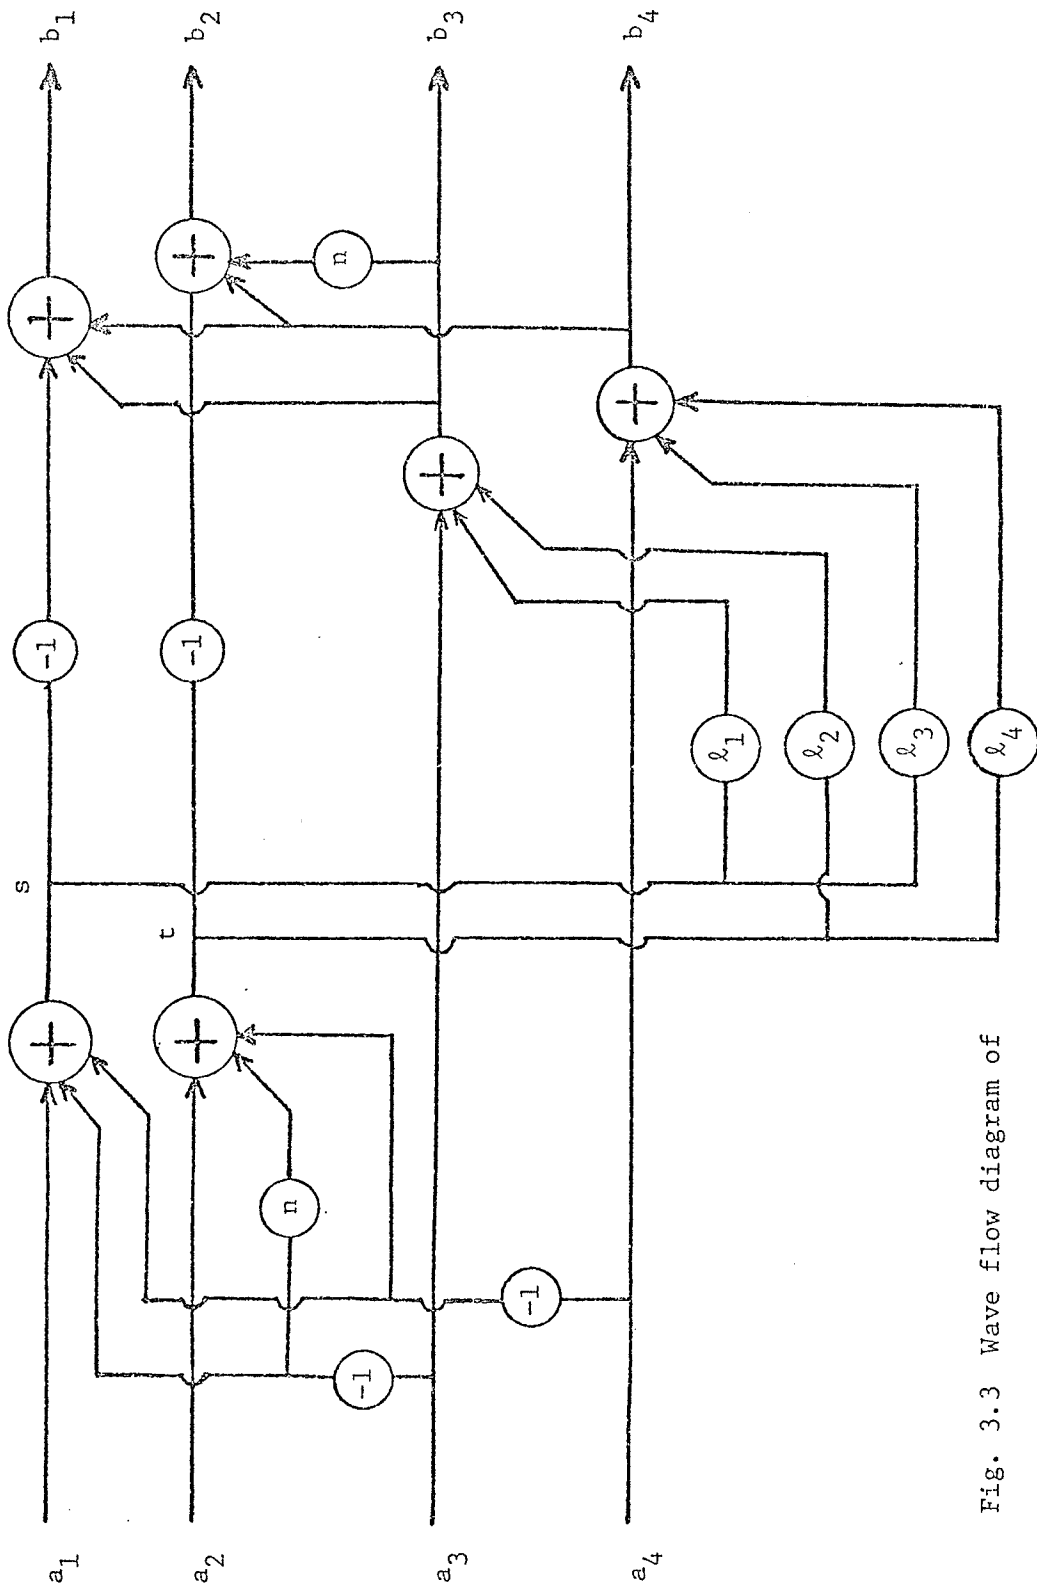 a1
a2
a3
a4
-1
-1
n
s
t
-1
-1
ℓ1
ℓ2
ℓ3
ℓ4
n
b1
b2
b3
b4
Fig. 3.3 Wave flow diagram of